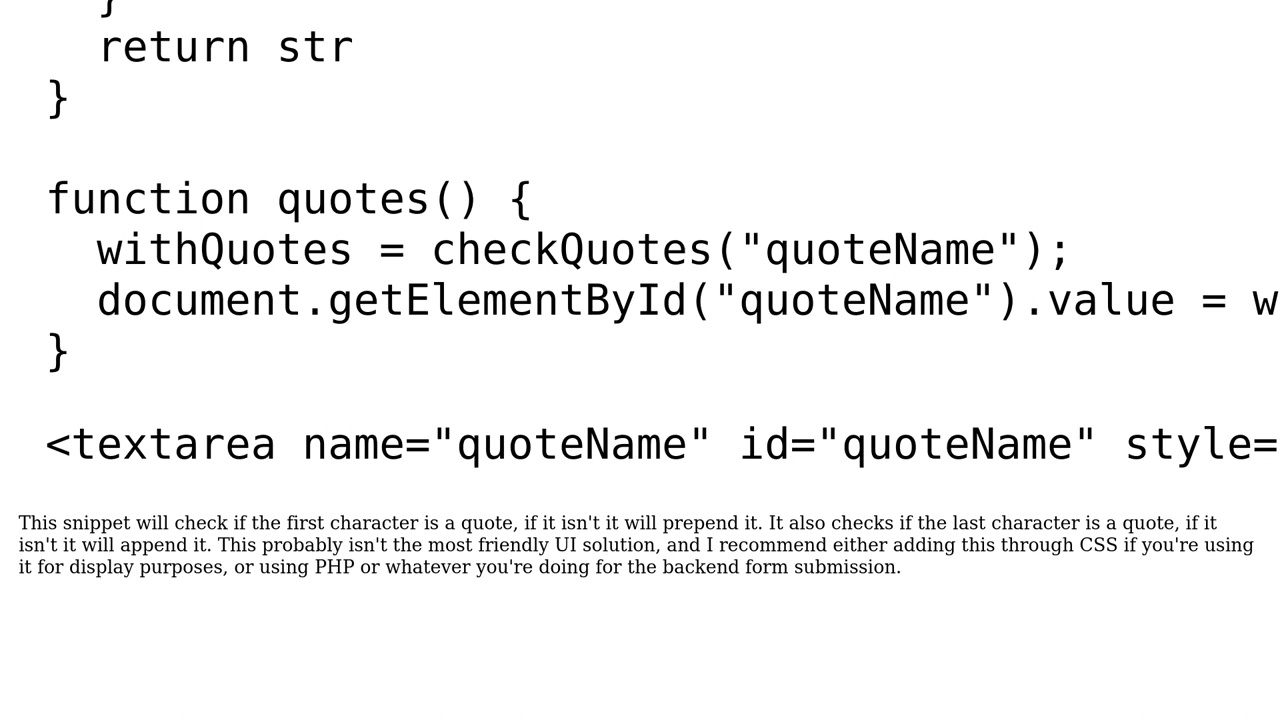 }
return str
}
function quotes() {
withQuotes = checkQuotes("quoteName");
document.getElementById("quoteName").value = w
}
<textarea name="quoteName" id="quoteName" style=
This snippet will check if the first character is a quote, if it isn't it will prepend it. It also checks if the last character is a quote, if it
isn't it will append it. This probably isn't the most friendly UI solution, and I recommend either adding this through CSS if you're using
it for display purposes, or using PHP or whatever you're doing for the backend form submission.